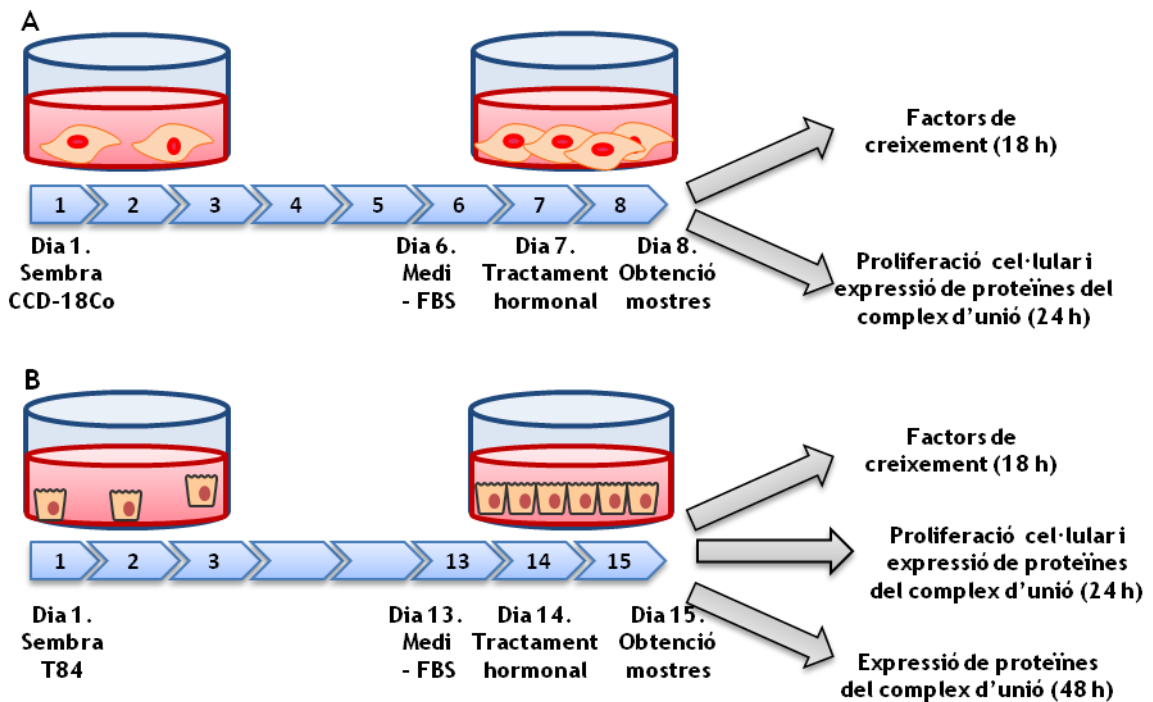 A
Factors de
creixement (18 h)
1 2 3 4 5 6 7 8
Dia 1.
Sembra
CCD-18Co
Dia 6.
Medi
- FBS
Dia 7.
Tractament
hormonal
Dia 8.
Obtenció
mostres
Proliferació cel·lular i
expressió de proteïnes del
complex d'unió (24 h)
B
Factors de
creixement (18 h)
1 2 3 13 14 15
Dia 1.
Sembra
T84
Dia 13.
Medi
- FBS
Dia 14.
Tractament
hormonal
Dia 15.
Obtenció
mostres
Proliferació cel·lular i
expressió de proteïnes
del complex d'unió (24 h)
Expressió de proteïnes
del complex d'unió (48 h)